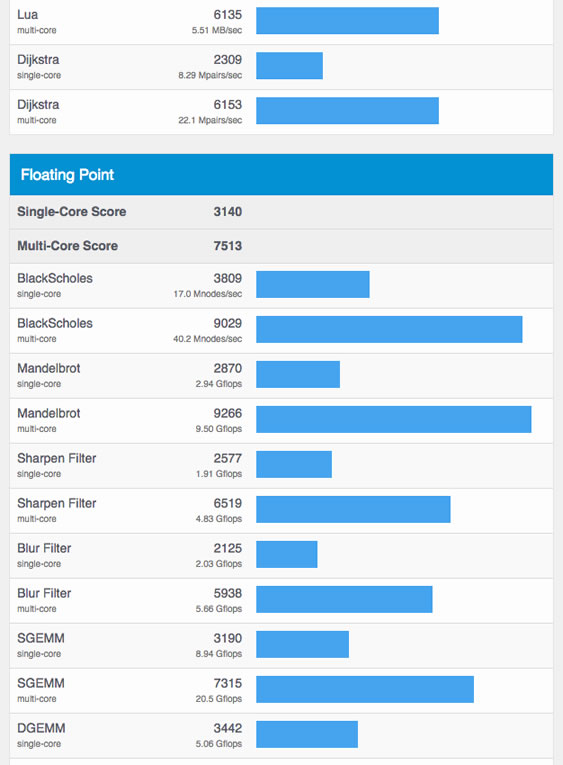 Lua 6135
multi-core 5.51 MB/sec
Dijkstra 2309
single-core 8.29 Mpairs/sec
Dijkstra 6153
multi-core 22.1 Mpairs/sec
Floating Point
Single-Core Score 3140
Multi-Core Score 7513
BlackScholes 3809
single-core 17.0 Mnodes/sec
BlackScholes 9029
multi-core 40.2 Mnodes/sec
Mandelbrot 2870
single-core 2.94 Gflops
Mandelbrot 9266
multi-core 9.50 Gflops
Sharpen Filter 2577
single-core 1.91 Gflops
Sharpen Filter 6519
multi-core 4.83 Gflops
Blur Filter 2125
single-core 2.03 Gflops
Blur Filter 5938
multi-core 5.66 Gflops
SGEMM 3190
single-core 8.94 Gflops
SGEMM 7315
multi-core 20.5 Gflops
DGEMM 3442
single-core 5.06 Gflops